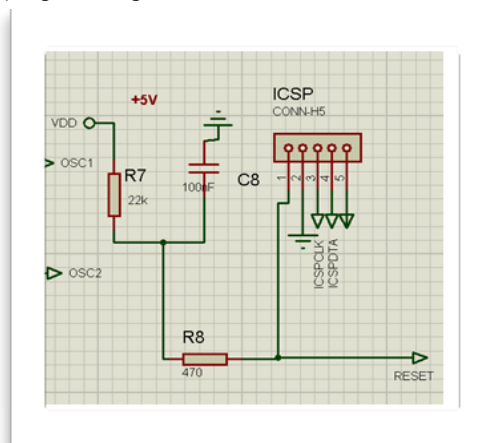 ICSP
CONN-H5
+5V
VDD
OSC1
R7
22k
100nF
C8
1
2
3
4
5
ICSPCLK
ICSPDTA
OSC2
R8
470
RESET